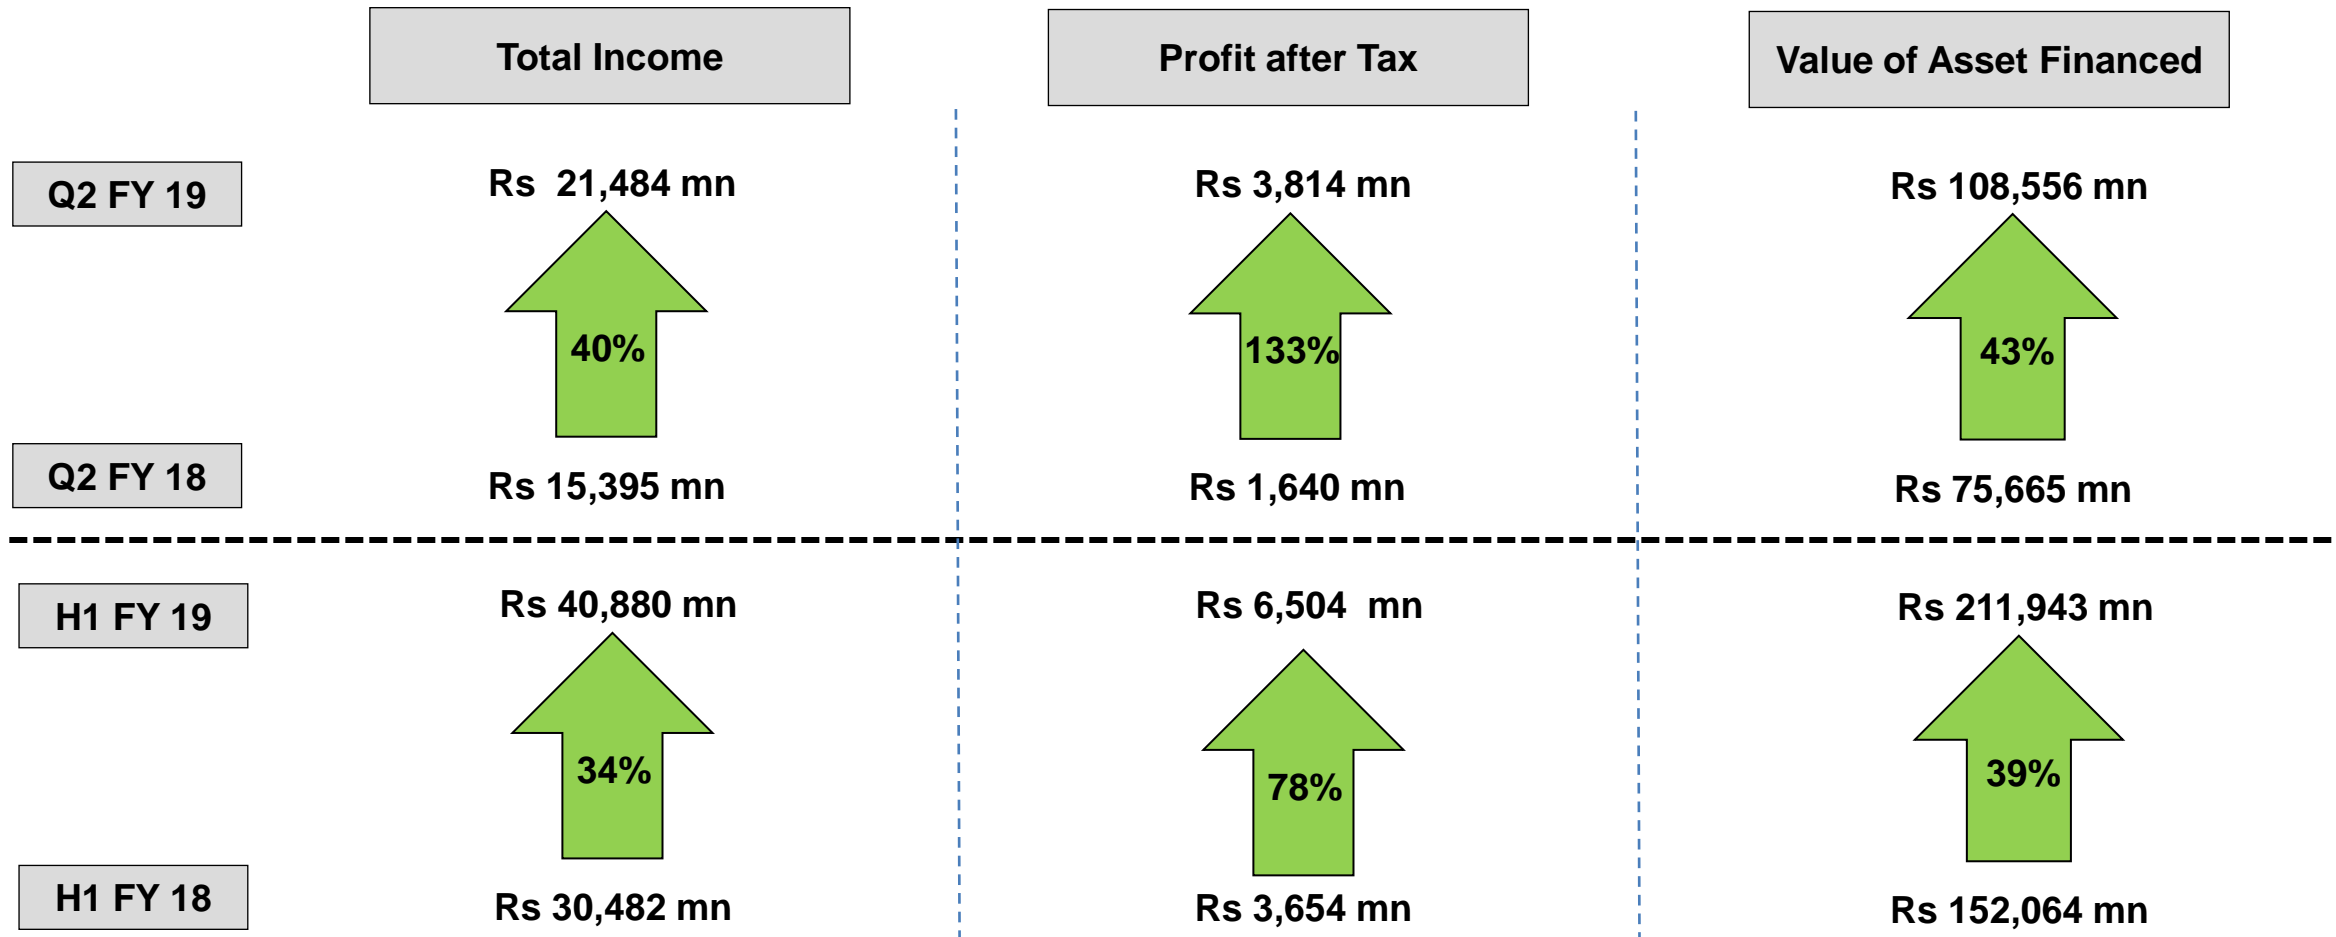 Total Income
Profit after Tax
Value of Asset Financed
Q2 FY 19
Rs  21,484 mn
Rs 3,814 mn
Rs 108,556 mn
40%
133%
43%
Q2 FY 18
Rs 15,395 mn
Rs 1,640 mn
Rs 75,665 mn
H1 FY 19
Rs 40,880 mn
Rs 6,504  mn
Rs 211,943 mn
34%
78%
39%
H1 FY 18
Rs 30,482 mn
Rs 3,654 mn
Rs 152,064 mn